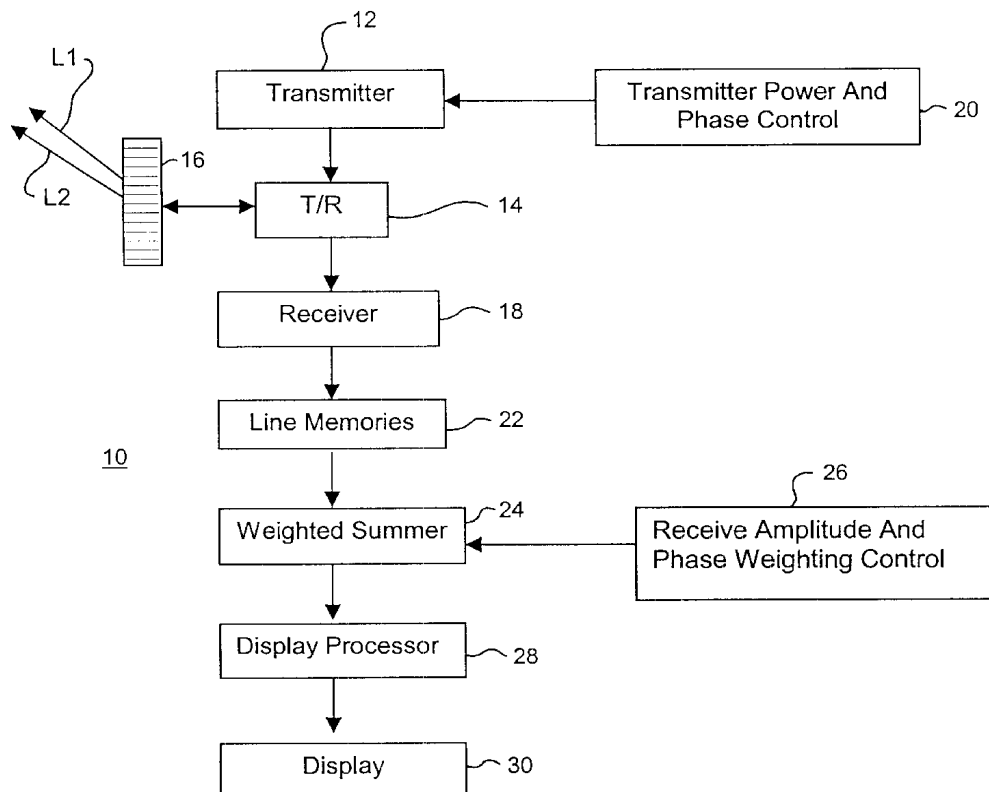 12
L1
Transmitter
Transmitter Power And
Phase Control
20
16
L2
T/R
14
Receiver
18
Line Memories
22
10
26
24
Weighted Summer
Receive Amplitude And
Phase Weighting Control
Display Processor
28
Display
30